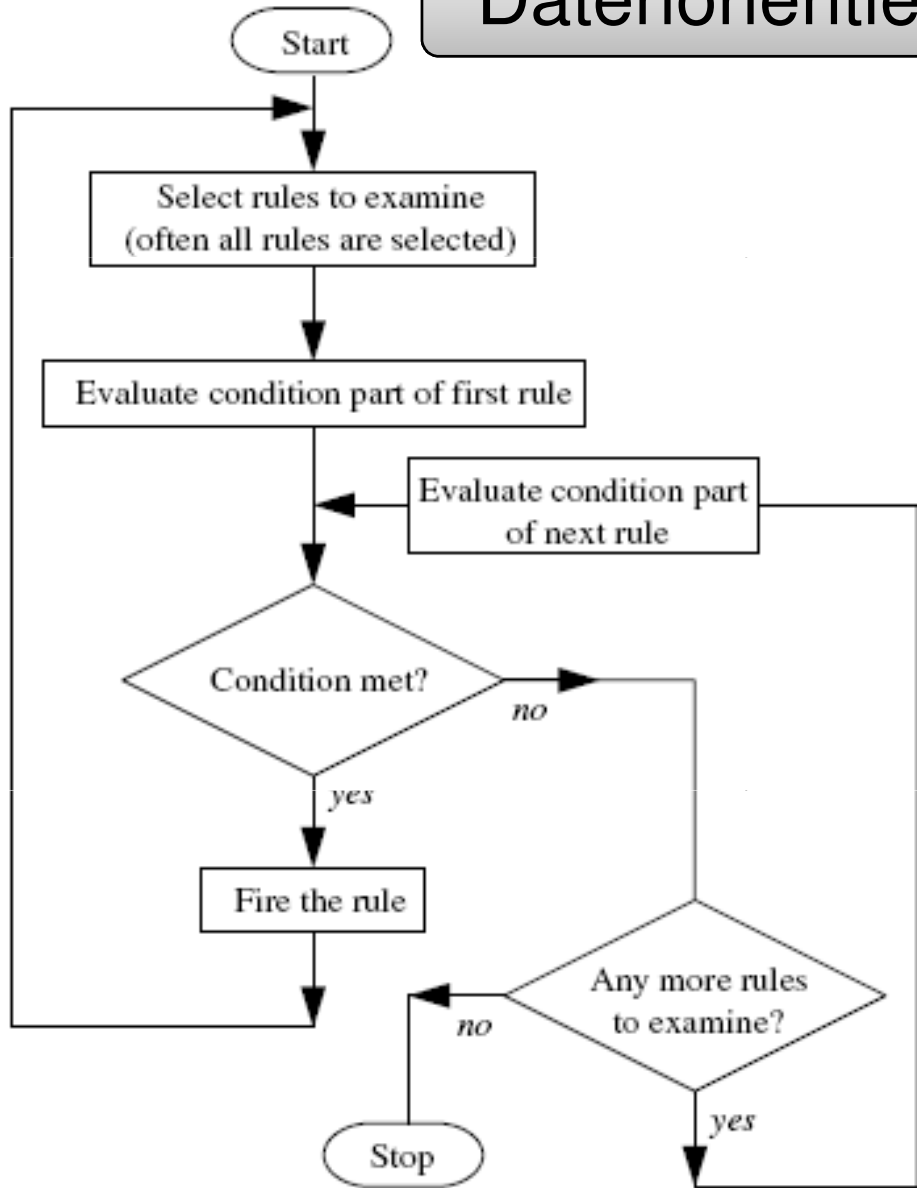 Start
Select rules to examine
(often all rules are selected)
Evaluate condition part of first rule
Evaluate condition part
of next rule
Condition met?
no
yes
Fire the rule
Any more rules
to examine?
no
yes
Stop